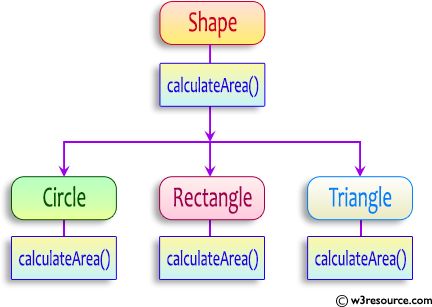 Shape
calculateArea()
Circle
Rectangle
Triangle
calculateArea()
calculateArea()
calculateArea()
© w3resource.com